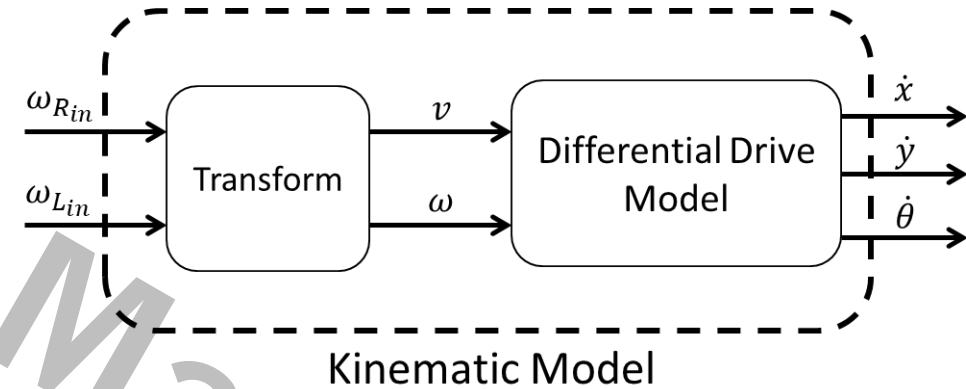 ω_{R_{in}}
v
ẋ
Transform
Differential Drive
Model
ẏ
ω_{L_{in}}
ω
θ̇
Kinematic Model